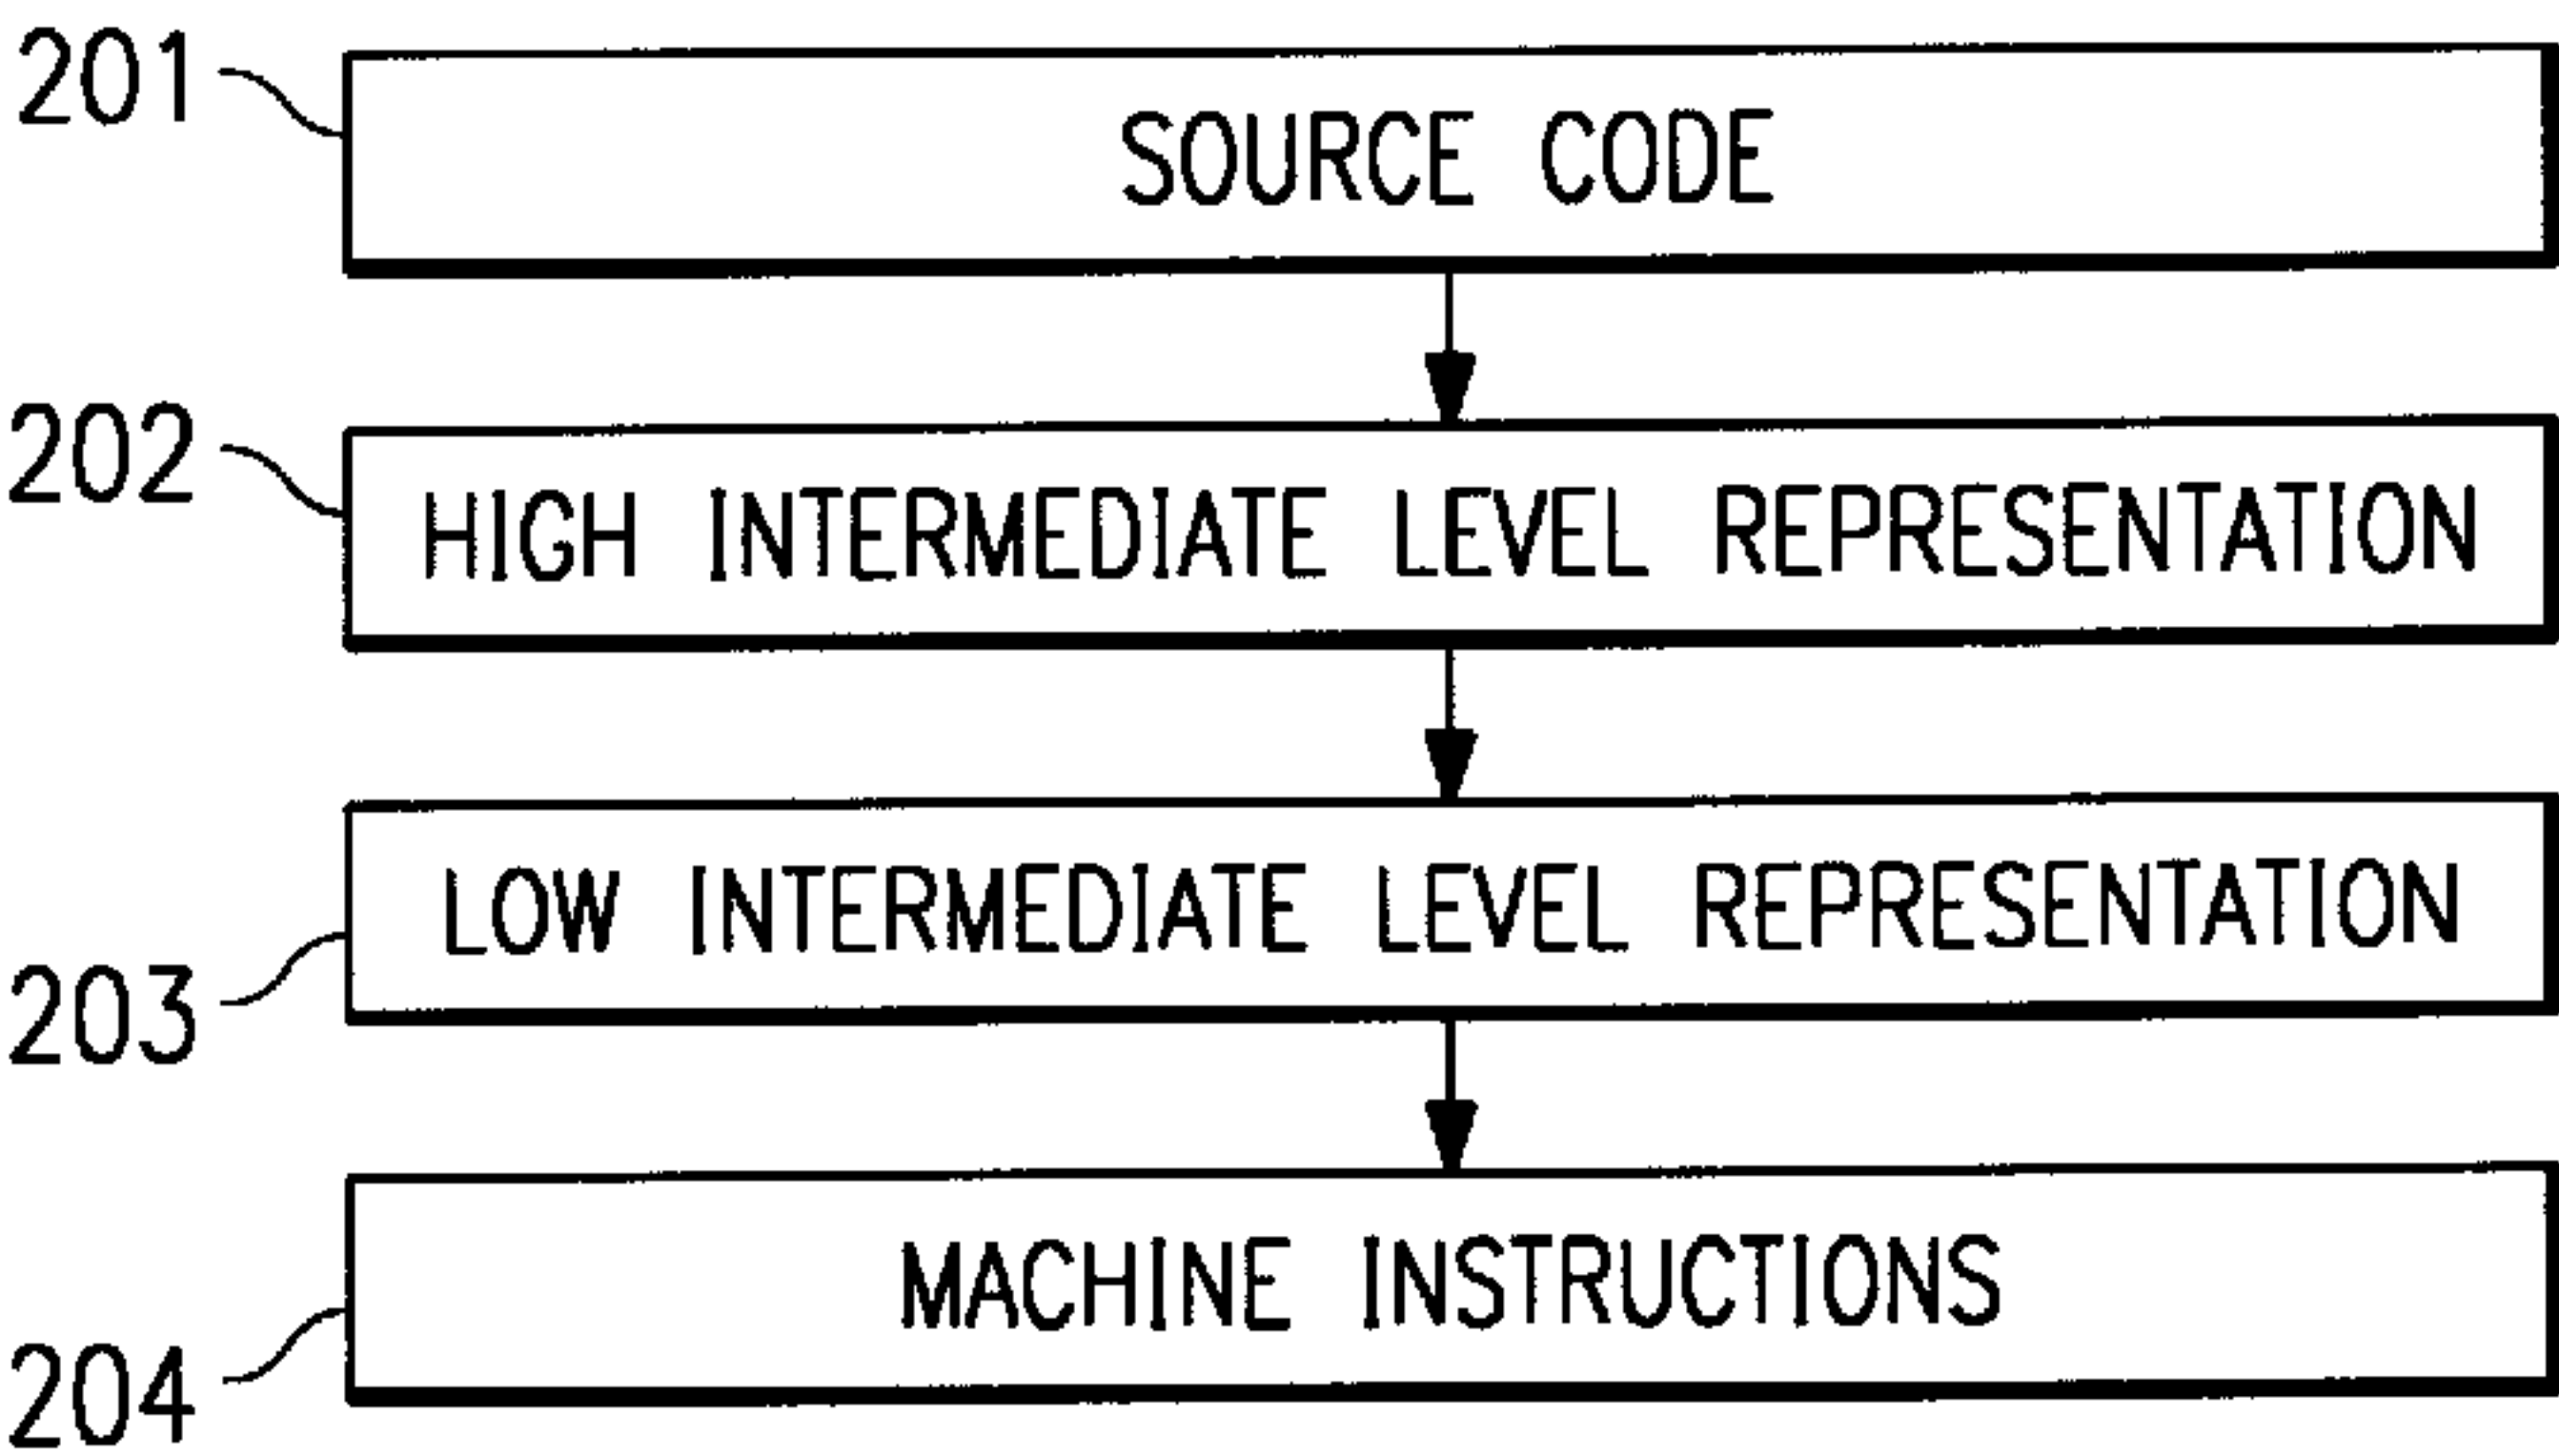 201
SOURCE CODE
202
HIGH INTERMEDIATE LEVEL REPRESENTATION
LOW INTERMEDIATE LEVEL REPRESENTATION
203
MACHINE INSTRUCTIONS
204